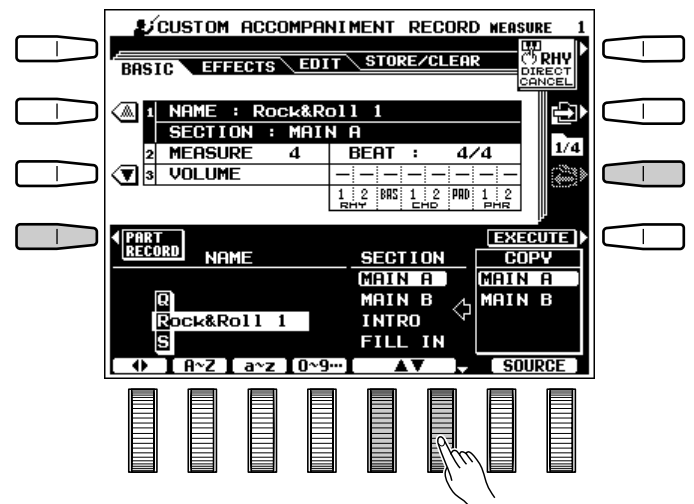 CUSTOM ACCOMPANIMENT RECORD MEASURE 1
BASIC EFFECTS EDIT STORE/CLEAR
RHY
DIRECT
CANCEL
1 NAME : Rock&Roll 1
SECTION : MAIN A
2 MEASURE 4 BEAT : 4/4
1/4
3 VOLUME - - - - - - - -
1 2 BAS 1 2 PAD 1 2
RHY CHD PHR
PART
RECORD
EXECUTE
NAME SECTION COPY
MAIN A MAIN A
Q MAIN B MAIN B
Rock&Roll 1 INTRO
S FILL IN
A~Z a~z 0~9… ▲▼ SOURCE